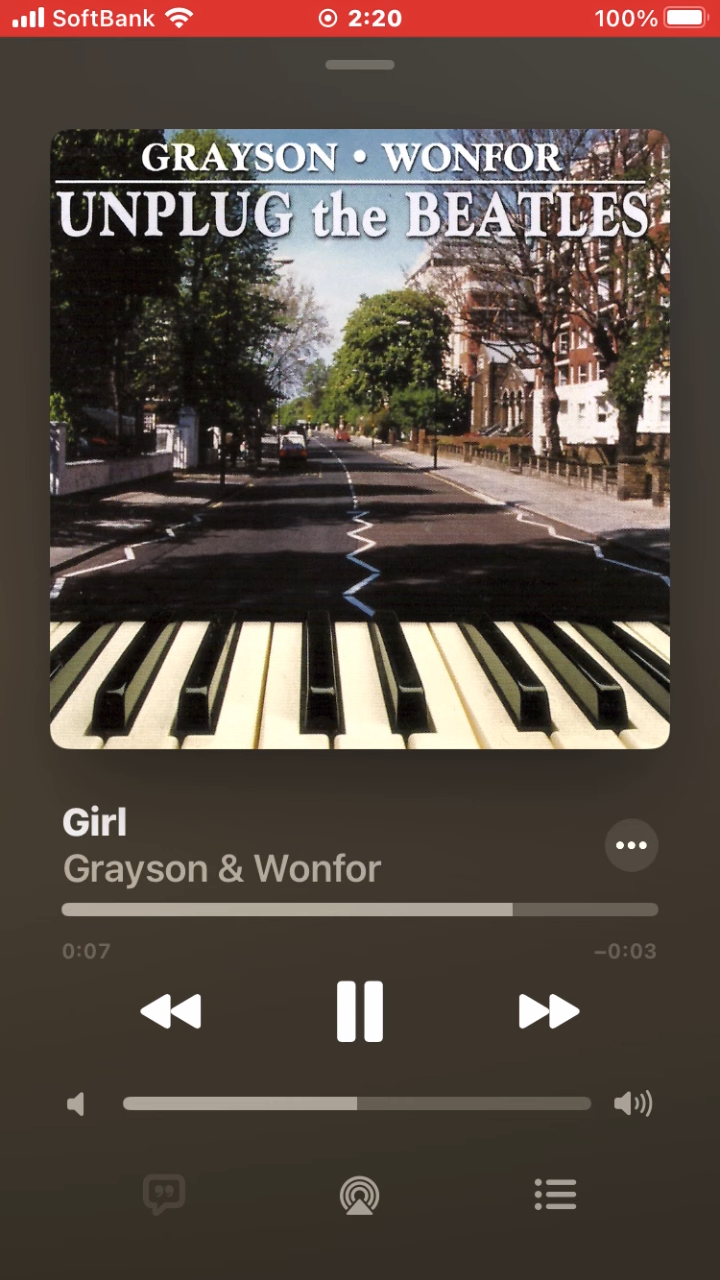 SoftBank 2:20 100%
GRAYSON • WONFOR
UNPLUG the BEATLES
Girl
Grayson & Wonfor
0:07 −0:03